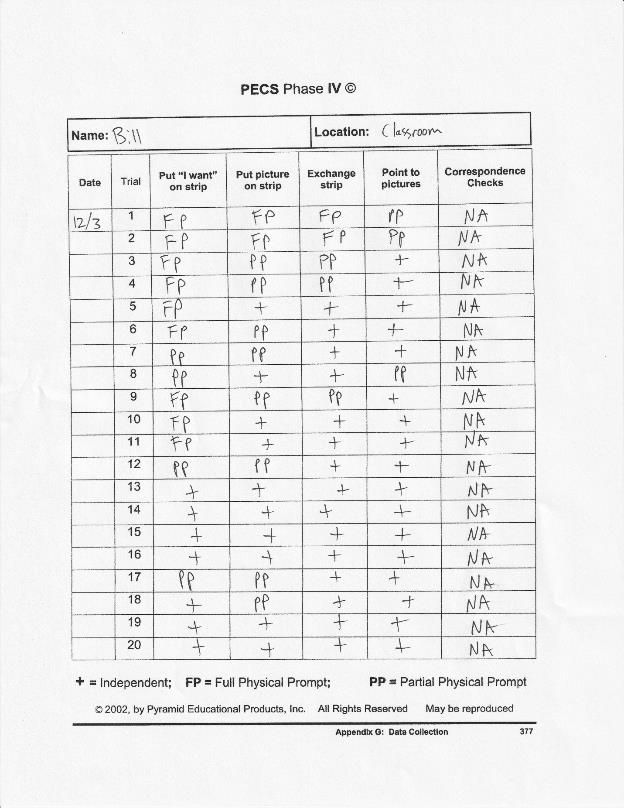 PECS Phase IV ©
Name: Bill Location: Classroom
Date Trial Put "I want" on strip Put picture on strip Exchange strip Point to pictures Correspondence Checks
12/3 1 FP FP FP PP NA
2 FP FP FP PP NA
3 FP PP PP + NA
4 FP PP PP + NA
5 FP + + + NA
6 FP PP + + NA
7 PP PP + + NA
8 PP + + PP NA
9 FP PP PP + NA
10 FP + + + NA
11 FP + + + NA
12 PP PP + + NA
13 + + + + NA
14 + + + + NA
15 + + + + NA
16 + + + + NA
17 PP PP + + NA
18 + PP + + NA
19 + + + + NA
20 + + + + NA
+ = Independent; FP = Full Physical Prompt; PP = Partial Physical Prompt
© 2002, by Pyramid Educational Products, Inc. All Rights Reserved May be reproduced
Appendix G: Data Collection 377